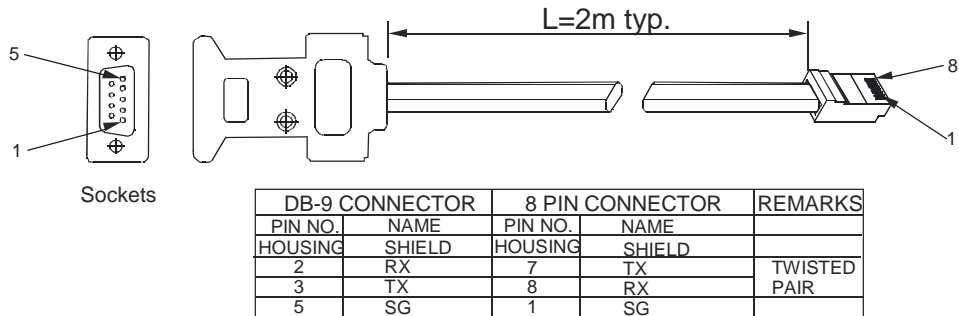 L=2m typ.
5
8
1
1
Sockets
DB-9 CONNECTOR 8 PIN CONNECTOR REMARKS
PIN NO. NAME PIN NO. NAME
HOUSING SHIELD HOUSING SHIELD
2 RX 7 TX TWISTED
3 TX 8 RX PAIR
5 SG 1 SG